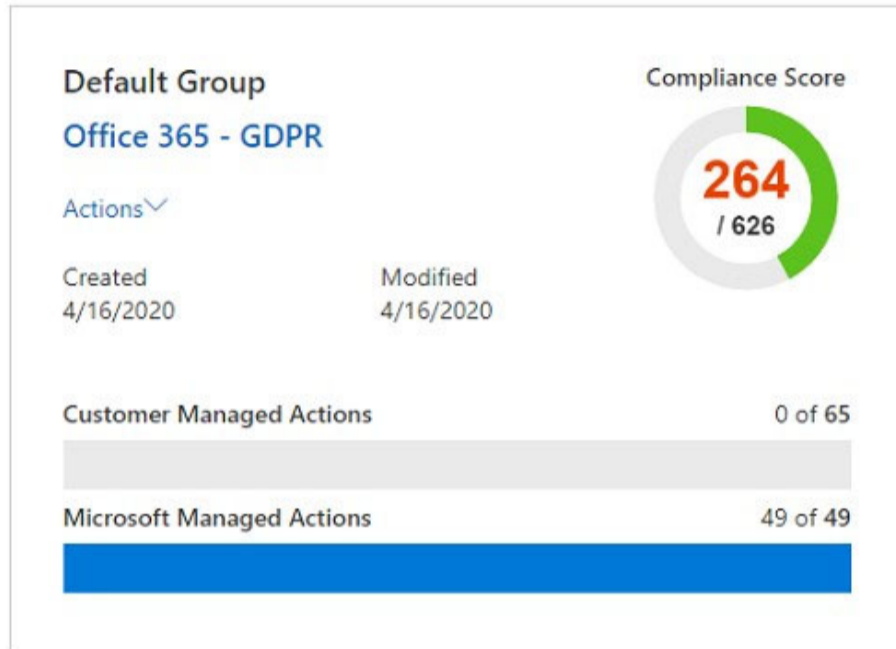 Default Group
Compliance Score
Office 365 - GDPR
264
/ 626
Actions
Created
Modified
4/16/2020
4/16/2020
Customer Managed Actions
0 of 65
Microsoft Managed Actions
49 of 49